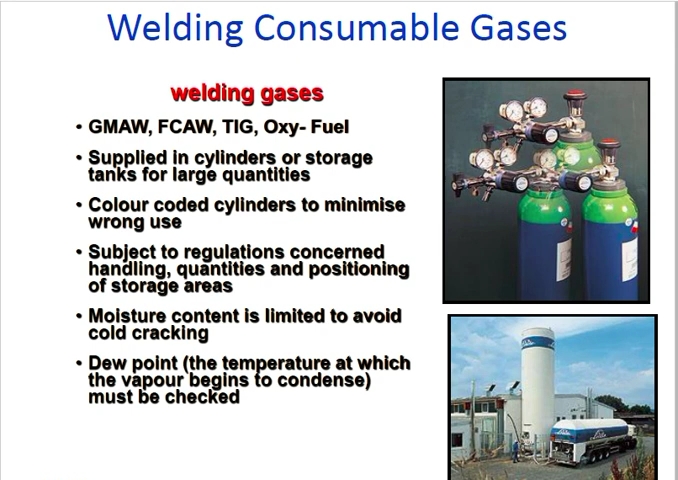 Welding Consumable Gases
welding gases
• GMAW, FCAW, TIG, Oxy- Fuel
• Supplied in cylinders or storage
tanks for large quantities
• Colour coded cylinders to minimise
wrong use
• Subject to regulations concerned
handling, quantities and positioning
of storage areas
• Moisture content is limited to avoid
cold cracking
• Dew point (the temperature at which
the vapour begins to condense)
must be checked